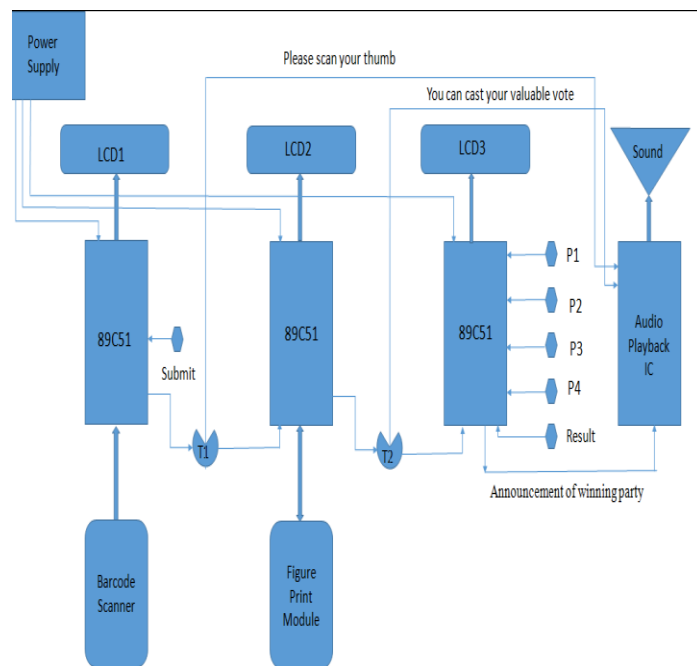 Power
Supply
Please scan your thumb
You can cast your valuable vote
LCD1
LCD2
LCD3
Sound
89C51
89C51
89C51
P1
P2
P3
P4
Submit
Result
Audio
Playback
IC
T1
T2
Announcement of winning party
Barcode
Scanner
Figure
Print
Module